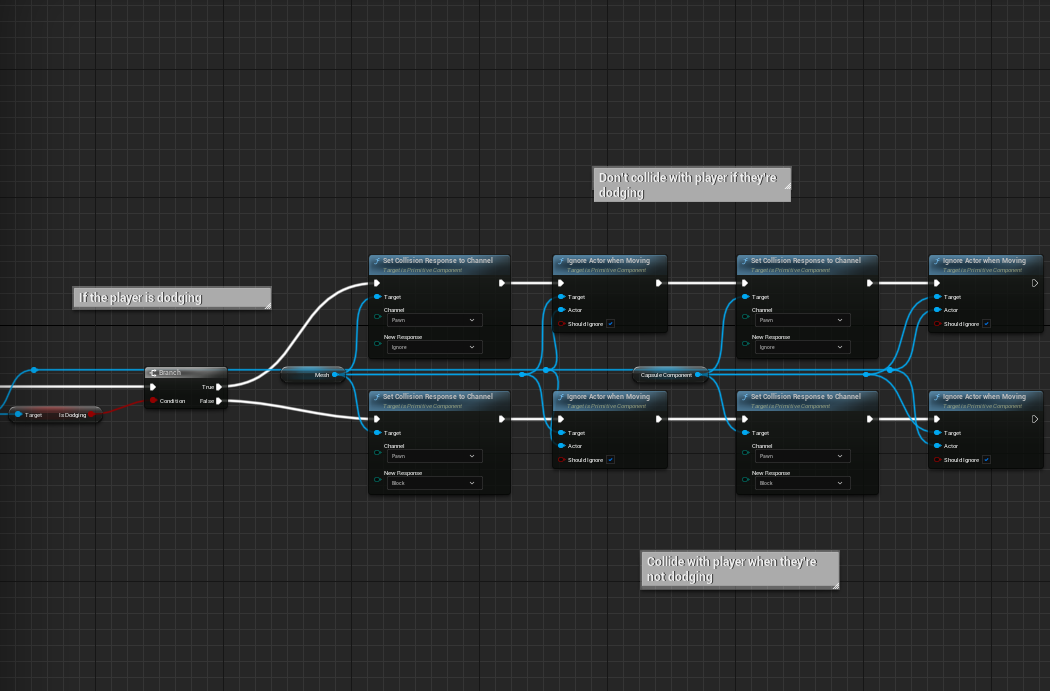 Don't collide with player if they're
dodging
If the player is dodging
Set Collision Response to Channel
Target is Primitive Component
Target
Channel
Pawn
New Response
Ignore
Ignore Actor when Moving
Target is Primitive Component
Target
Actor
Should Ignore
Set Collision Response to Channel
Target is Primitive Component
Target
Channel
Pawn
New Response
Ignore
Ignore Actor when Moving
Target is Primitive Component
Target
Actor
Should Ignore
Branch
True
Condition
False
Target
Is Dodging
Mesh
Capsule Component
Set Collision Response to Channel
Target is Primitive Component
Target
Channel
Pawn
New Response
Block
Ignore Actor when Moving
Target is Primitive Component
Target
Actor
Should Ignore
Set Collision Response to Channel
Target is Primitive Component
Target
Channel
Pawn
New Response
Block
Ignore Actor when Moving
Target is Primitive Component
Target
Actor
Should Ignore
Collide with player when they're
not dodging